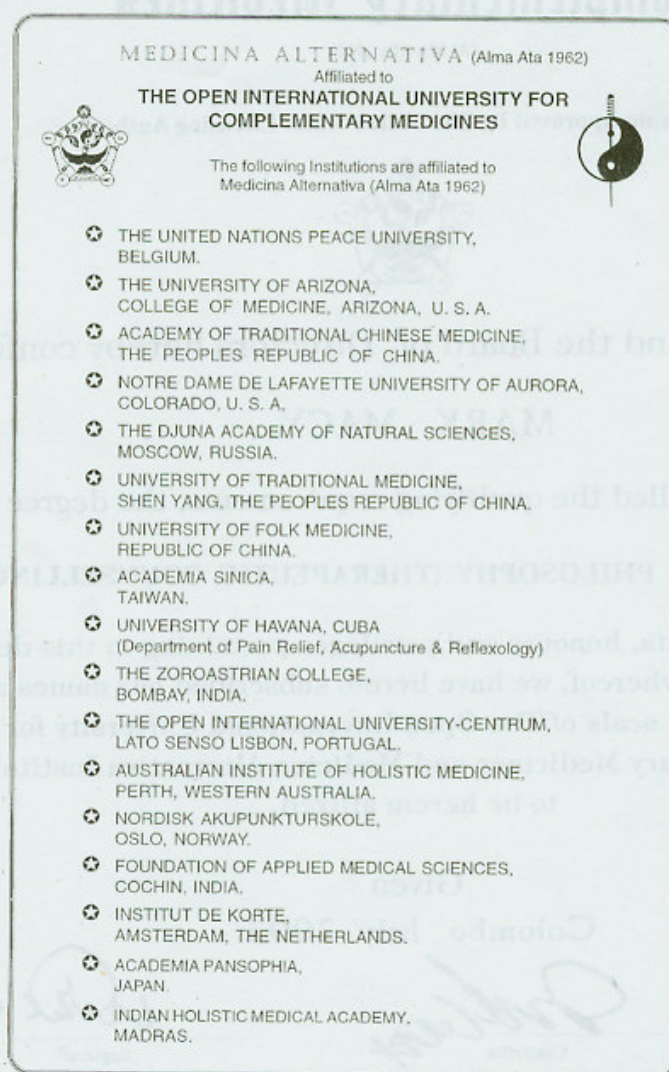 MEDICINA ALTERNATIVA (Alma Ata 1962)
Affiliated to
THE OPEN INTERNATIONAL UNIVERSITY FOR
COMPLEMENTARY MEDICINES
The following Institutions are affiliated to
Medicina Alternativa (Alma Ata 1962)
THE UNITED NATIONS PEACE UNIVERSITY,
BELGIUM.
THE UNIVERSITY OF ARIZONA,
COLLEGE OF MEDICINE, ARIZONA, U. S. A.
ACADEMY OF TRADITIONAL CHINESE MEDICINE,
THE PEOPLES REPUBLIC OF CHINA.
NOTRE DAME DE LAFAYETTE UNIVERSITY OF AURORA,
COLORADO, U. S. A.
THE DJUNA ACADEMY OF NATURAL SCIENCES,
MOSCOW, RUSSIA.
UNIVERSITY OF TRADITIONAL MEDICINE,
SHEN YANG, THE PEOPLES REPUBLIC OF CHINA.
UNIVERSITY OF FOLK MEDICINE,
REPUBLIC OF CHINA.
ACADEMIA SINICA,
TAIWAN.
UNIVERSITY OF HAVANA, CUBA
(Department of Pain Relief, Acupuncture & Reflexology)
THE ZOROASTRIAN COLLEGE,
BOMBAY, INDIA.
THE OPEN INTERNATIONAL UNIVERSITY-CENTRUM,
LATO SENSO LISBON, PORTUGAL.
AUSTRALIAN INSTITUTE OF HOLISTIC MEDICINE,
PERTH, WESTERN AUSTRALIA.
NORDISK AKUPUNKTURSKOLE,
OSLO, NORWAY.
FOUNDATION OF APPLIED MEDICAL SCIENCES,
COCHIN, INDIA.
INSTITUT DE KORTE,
AMSTERDAM, THE NETHERLANDS.
ACADEMIA PANSOPHIA,
JAPAN.
INDIAN HOLISTIC MEDICAL ACADEMY,
MADRAS.